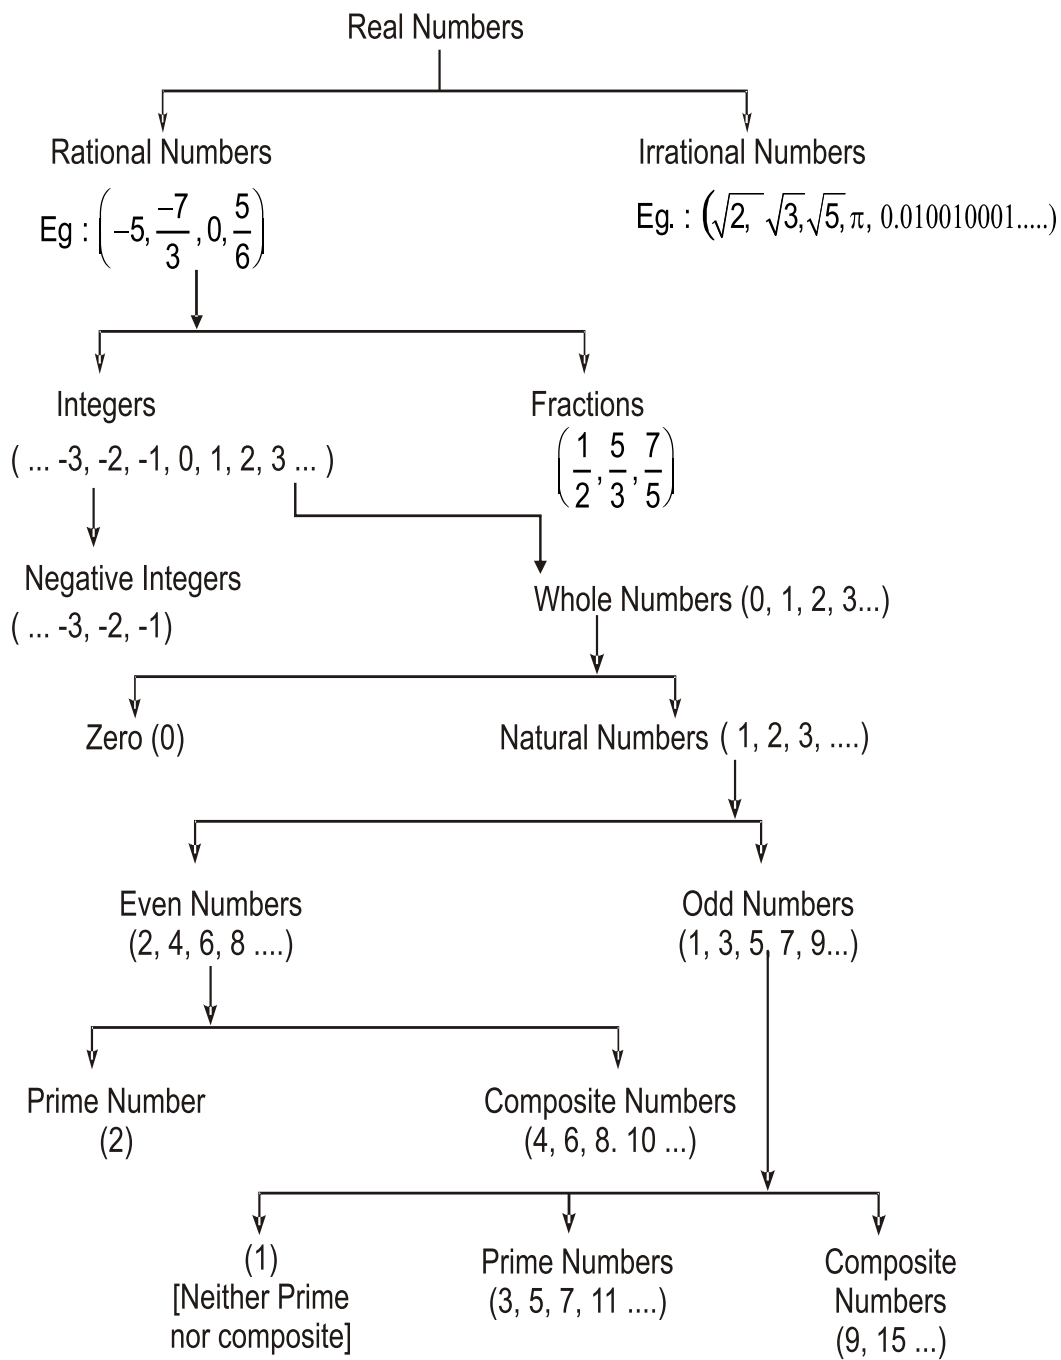 Real Numbers
Rational Numbers
Irrational Numbers
Eg : (−5, −7/3, 0, 5/6)
Eg. : (√2, √3, √5, π, 0.010010001.....)
Integers
Fractions
( ... -3, -2, -1, 0, 1, 2, 3 ... )
(1/2, 5/3, 7/5)
Negative Integers
( ... -3, -2, -1)
Whole Numbers (0, 1, 2, 3...)
Zero (0)
Natural Numbers ( 1, 2, 3, ....)
Even Numbers
(2, 4, 6, 8 ....)
Odd Numbers
(1, 3, 5, 7, 9...)
Prime Number
(2)
Composite Numbers
(4, 6, 8. 10 ...)
(1)
[Neither Prime
nor composite]
Prime Numbers
(3, 5, 7, 11 ....)
Composite
Numbers
(9, 15 ...)